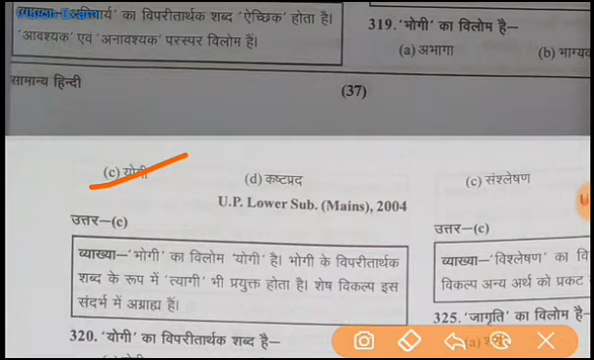 व्याख्या–'अनिवार्य' का विपरीतार्थक शब्द 'ऐच्छिक' होता है।
'आवश्यक' एवं 'अनावश्यक' परस्पर विलोम हैं।
319. 'भोगी' का विलोम है–
(a) अभागा
(b)
सामान्य हिन्दी
(37)
(c) योगी
(d) कष्टप्रद
U.P. Lower Sub. (Mains), 2004
उत्तर–(c)
व्याख्या–'भोगी' का विलोम 'योगी' है। भोगी के विपरीतार्थक
शब्द के रूप में 'त्यागी' भी प्रयुक्त होता है। शेष विकल्प इस
संदर्भ में अग्राह्य हैं।
320. 'योगी' का विपरीतार्थक शब्द है–
(c) संश्लेषण
उत्तर–(c)
व्याख्या–'विश्लेषण' का
विकल्प अन्य अर्थ को प्रकट
325. 'जागृति' का विलोम है–
(a)